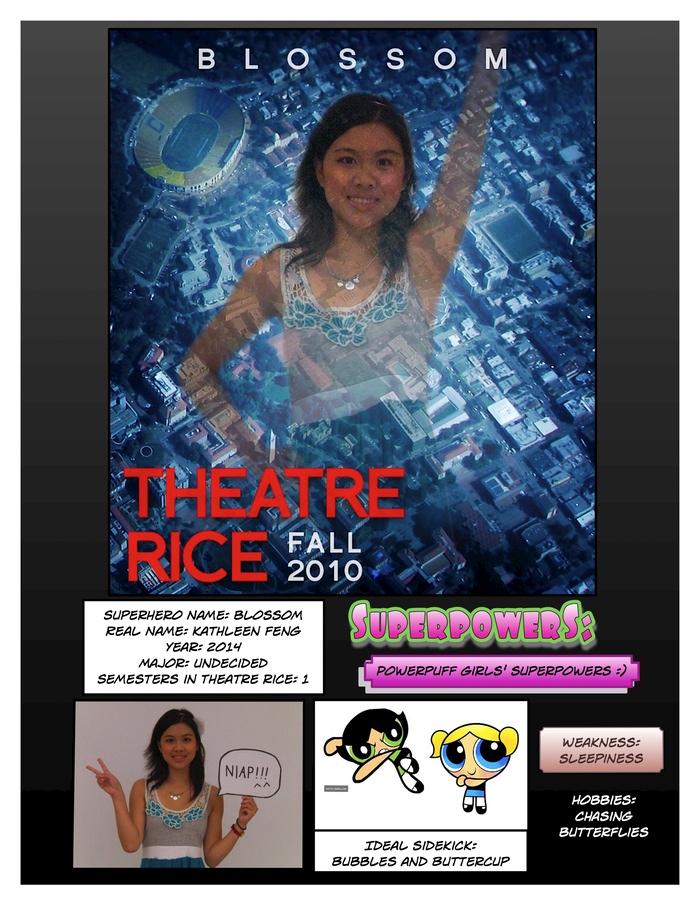 BLOSSOM
THEATRE
RICE FALL
2010
SUPERHERO NAME: BLOSSOM
REAL NAME: KATHLEEN FENG
YEAR: 2014
MAJOR: UNDECIDED
SEMESTERS IN THEATRE RICE: 1
SUPERPOWERS:
POWERPUFF GIRLS' SUPERPOWERS :)
NIAP!!!
^^
IDEAL SIDEKICK:
BUBBLES AND BUTTERCUP
WEAKNESS:
SLEEPINESS
HOBBIES:
CHASING
BUTTERFLIES